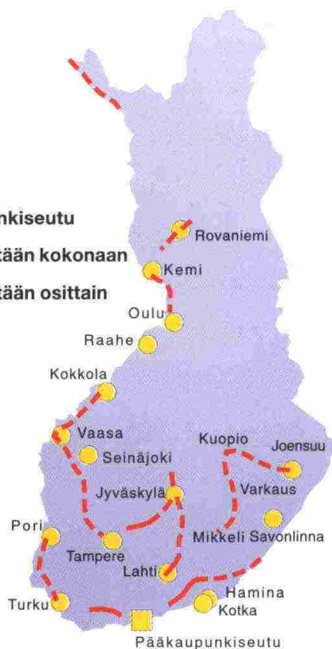 nkiseutu
tään kokonaan
tään osittain
Rovaniemi
Kemi
Oulu
Raahe
Kokkola
Vaasa
Seinäjoki
Kuopio
Joensuu
Jyväskylä
Varkaus
Pori
Tampere
Mikkeli Savonlinna
Lahti
Turku
Hamina
Kotka
Pääkaupunkiseutu